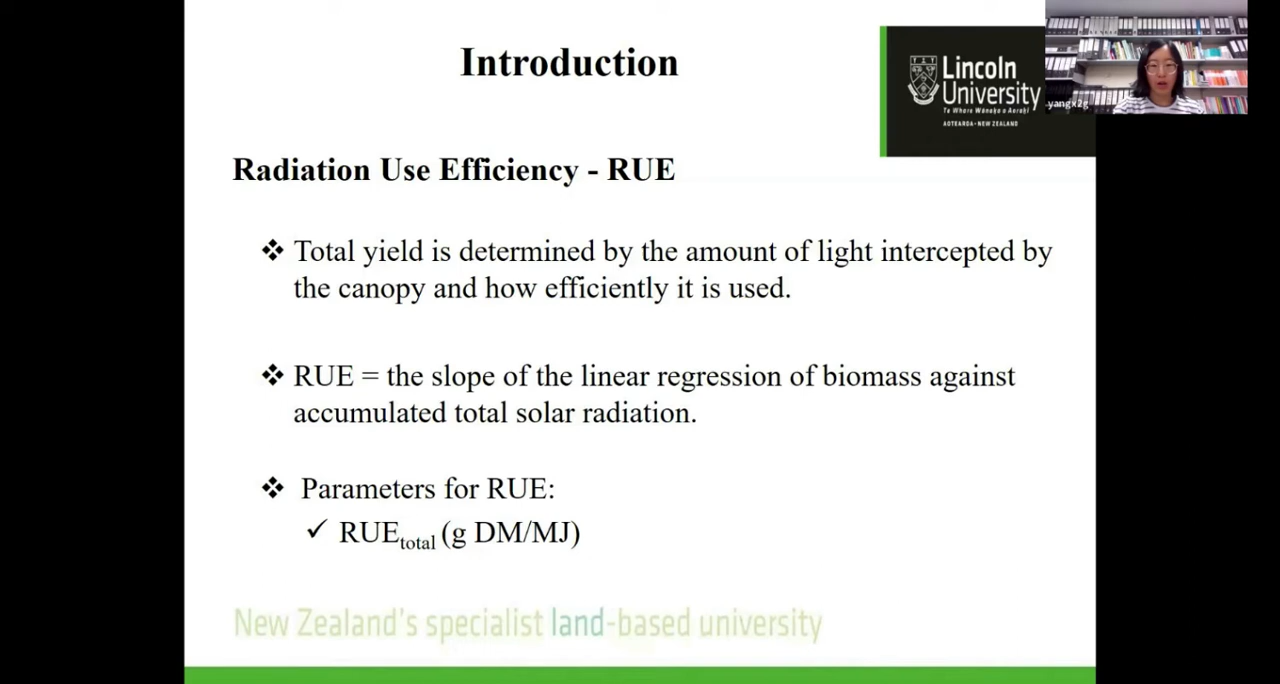 Introduction
Lincoln
University
Te Whare Wānaka o Aoraki
AOTEAROA • NEW ZEALAND
yangx2g
Radiation Use Efficiency - RUE
❖ Total yield is determined by the amount of light intercepted by
the canopy and how efficiently it is used.
❖ RUE = the slope of the linear regression of biomass against
accumulated total solar radiation.
❖ Parameters for RUE:
✓ RUEtotal (g DM/MJ)
New Zealand's specialist land-based university